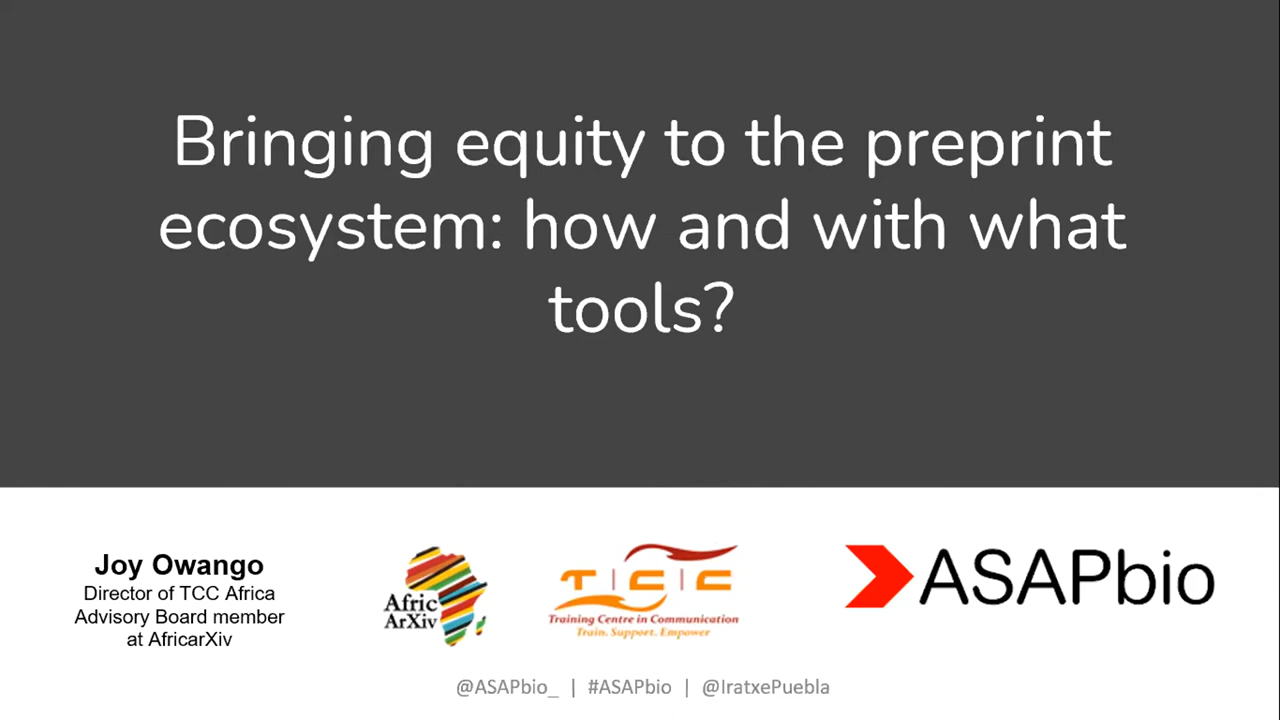 Bringing equity to the preprint
ecosystem: how and with what
tools?
Joy Owango
Director of TCC Africa
Advisory Board member
at AfricarXiv
Afric
ArXiv
T | C | C
Training Centre in Communication
Train. Support. Empower
ASAPbio
@ASAPbio_ | #ASAPbio | @IratxePuebla